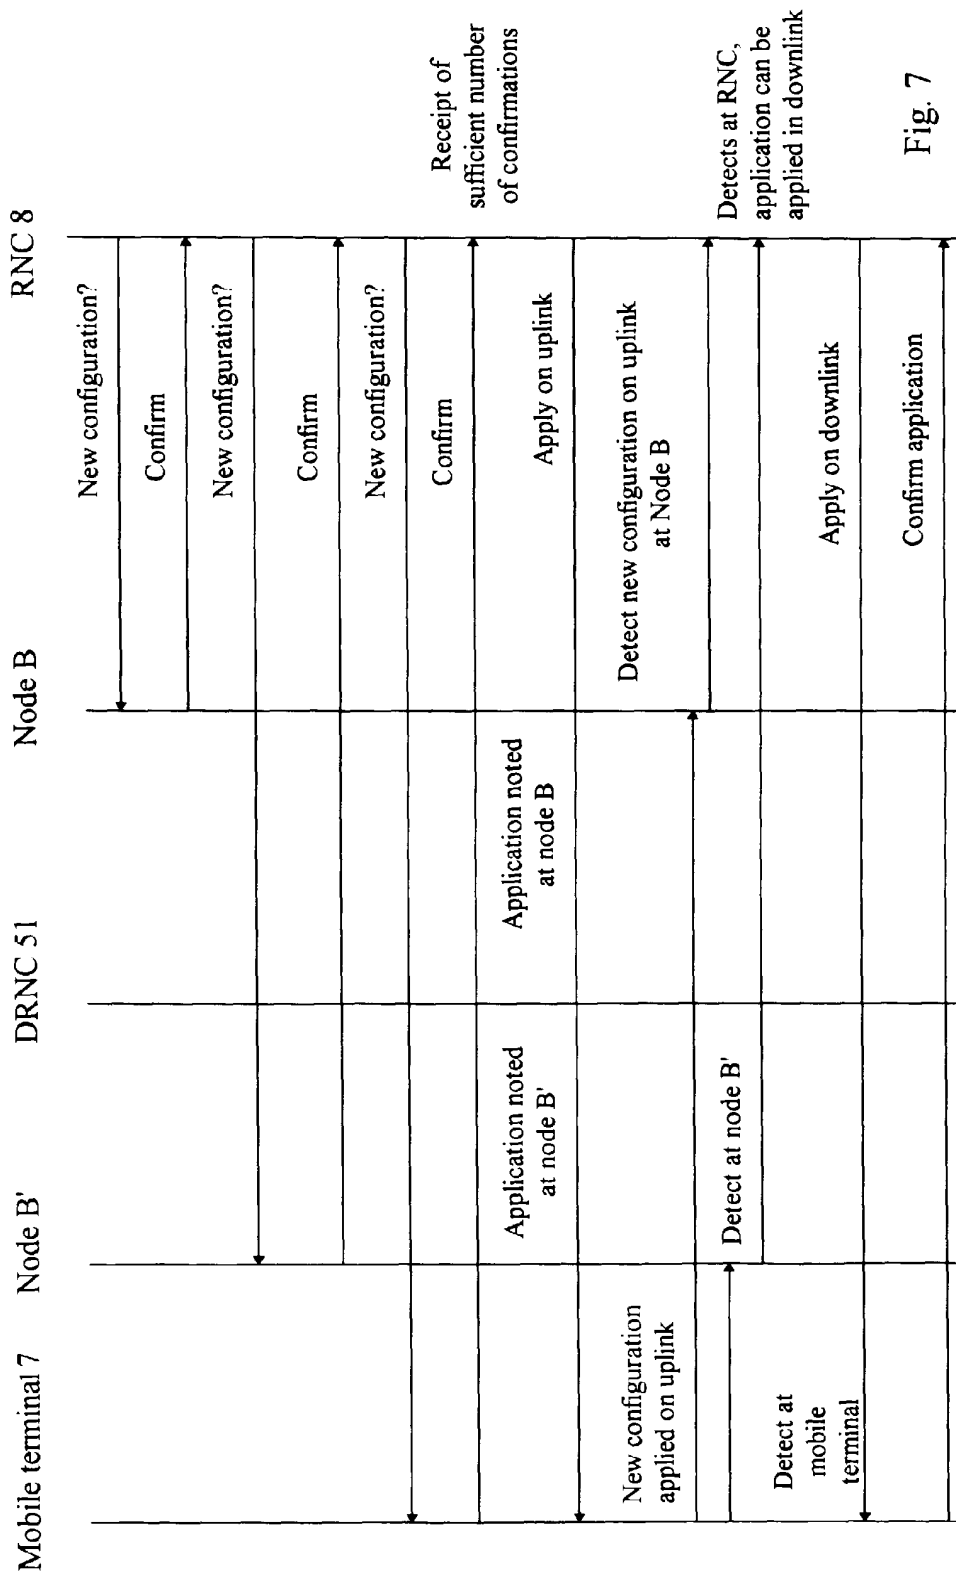 Mobile terminal 7
Node B'
DRNC 51
Node B
RNC 8
New configuration?
Confirm
New configuration?
Confirm
New configuration?
Confirm
Receipt of
sufficient number
of confirmations
Application noted
at node B'
Application noted
at node B
Apply on uplink
New configuration
applied on uplink
Detect new configuration on uplink
at Node B
Detect at node B'
Detects at RNC,
application can be
applied in downlink
Detect at
mobile
terminal
Apply on downlink
Confirm application
Fig. 7